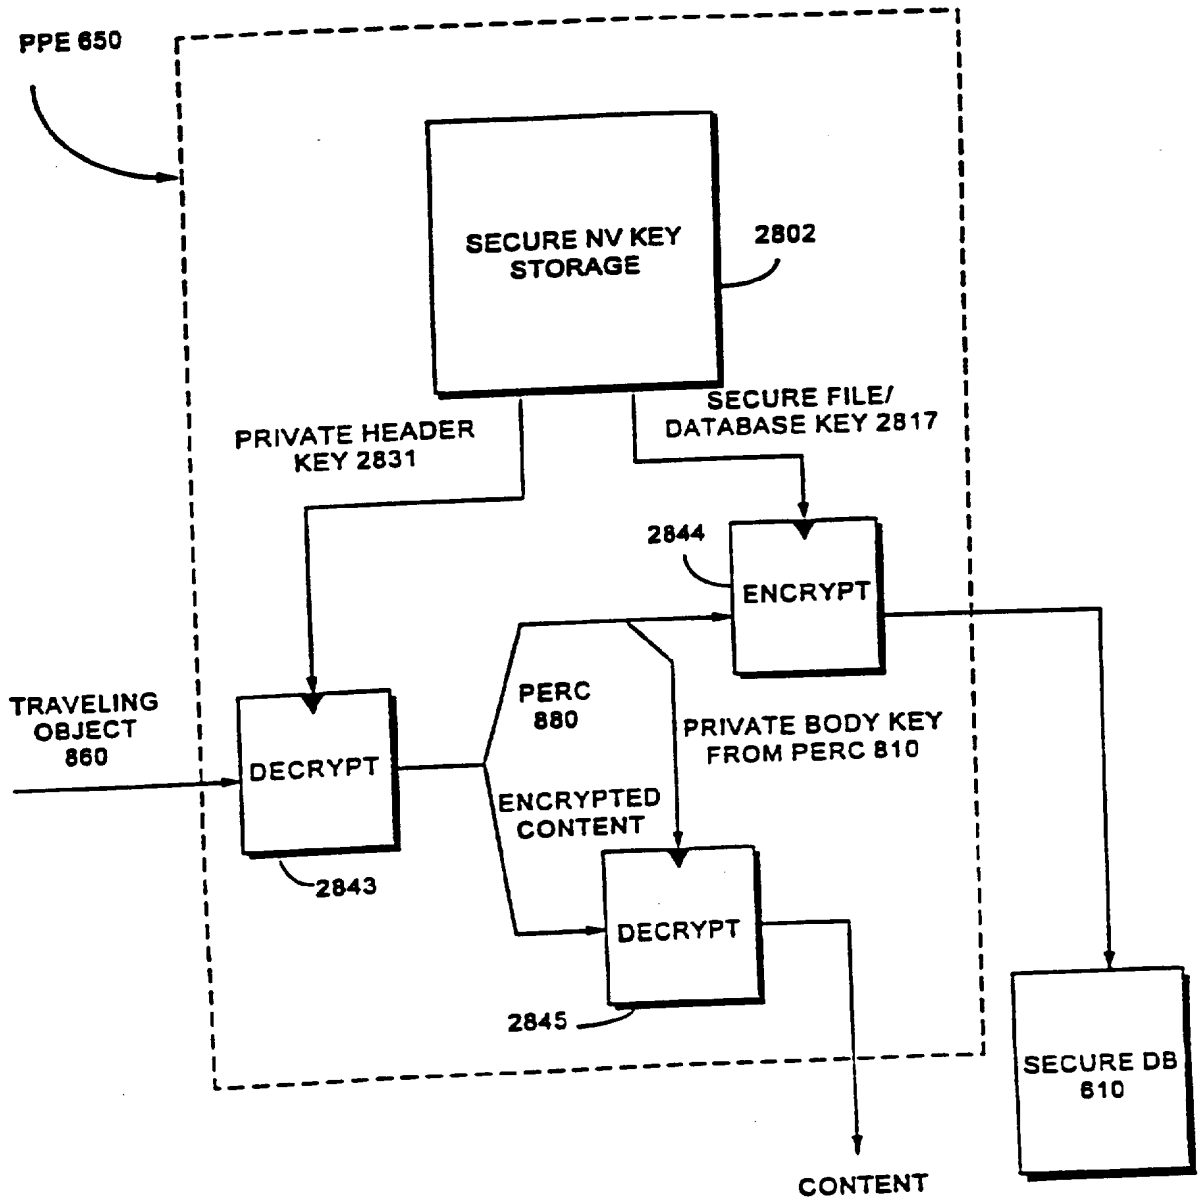 PPE 650
SECURE NV KEY
STORAGE
2802
PRIVATE HEADER
KEY 2831
SECURE FILE/
DATABASE KEY 2817
2844
ENCRYPT
TRAVELING
OBJECT
860
DECRYPT
2843
PERC
880
PRIVATE BODY KEY
FROM PERC 810
ENCRYPTED
CONTENT
DECRYPT
2845
SECURE DB
610
CONTENT